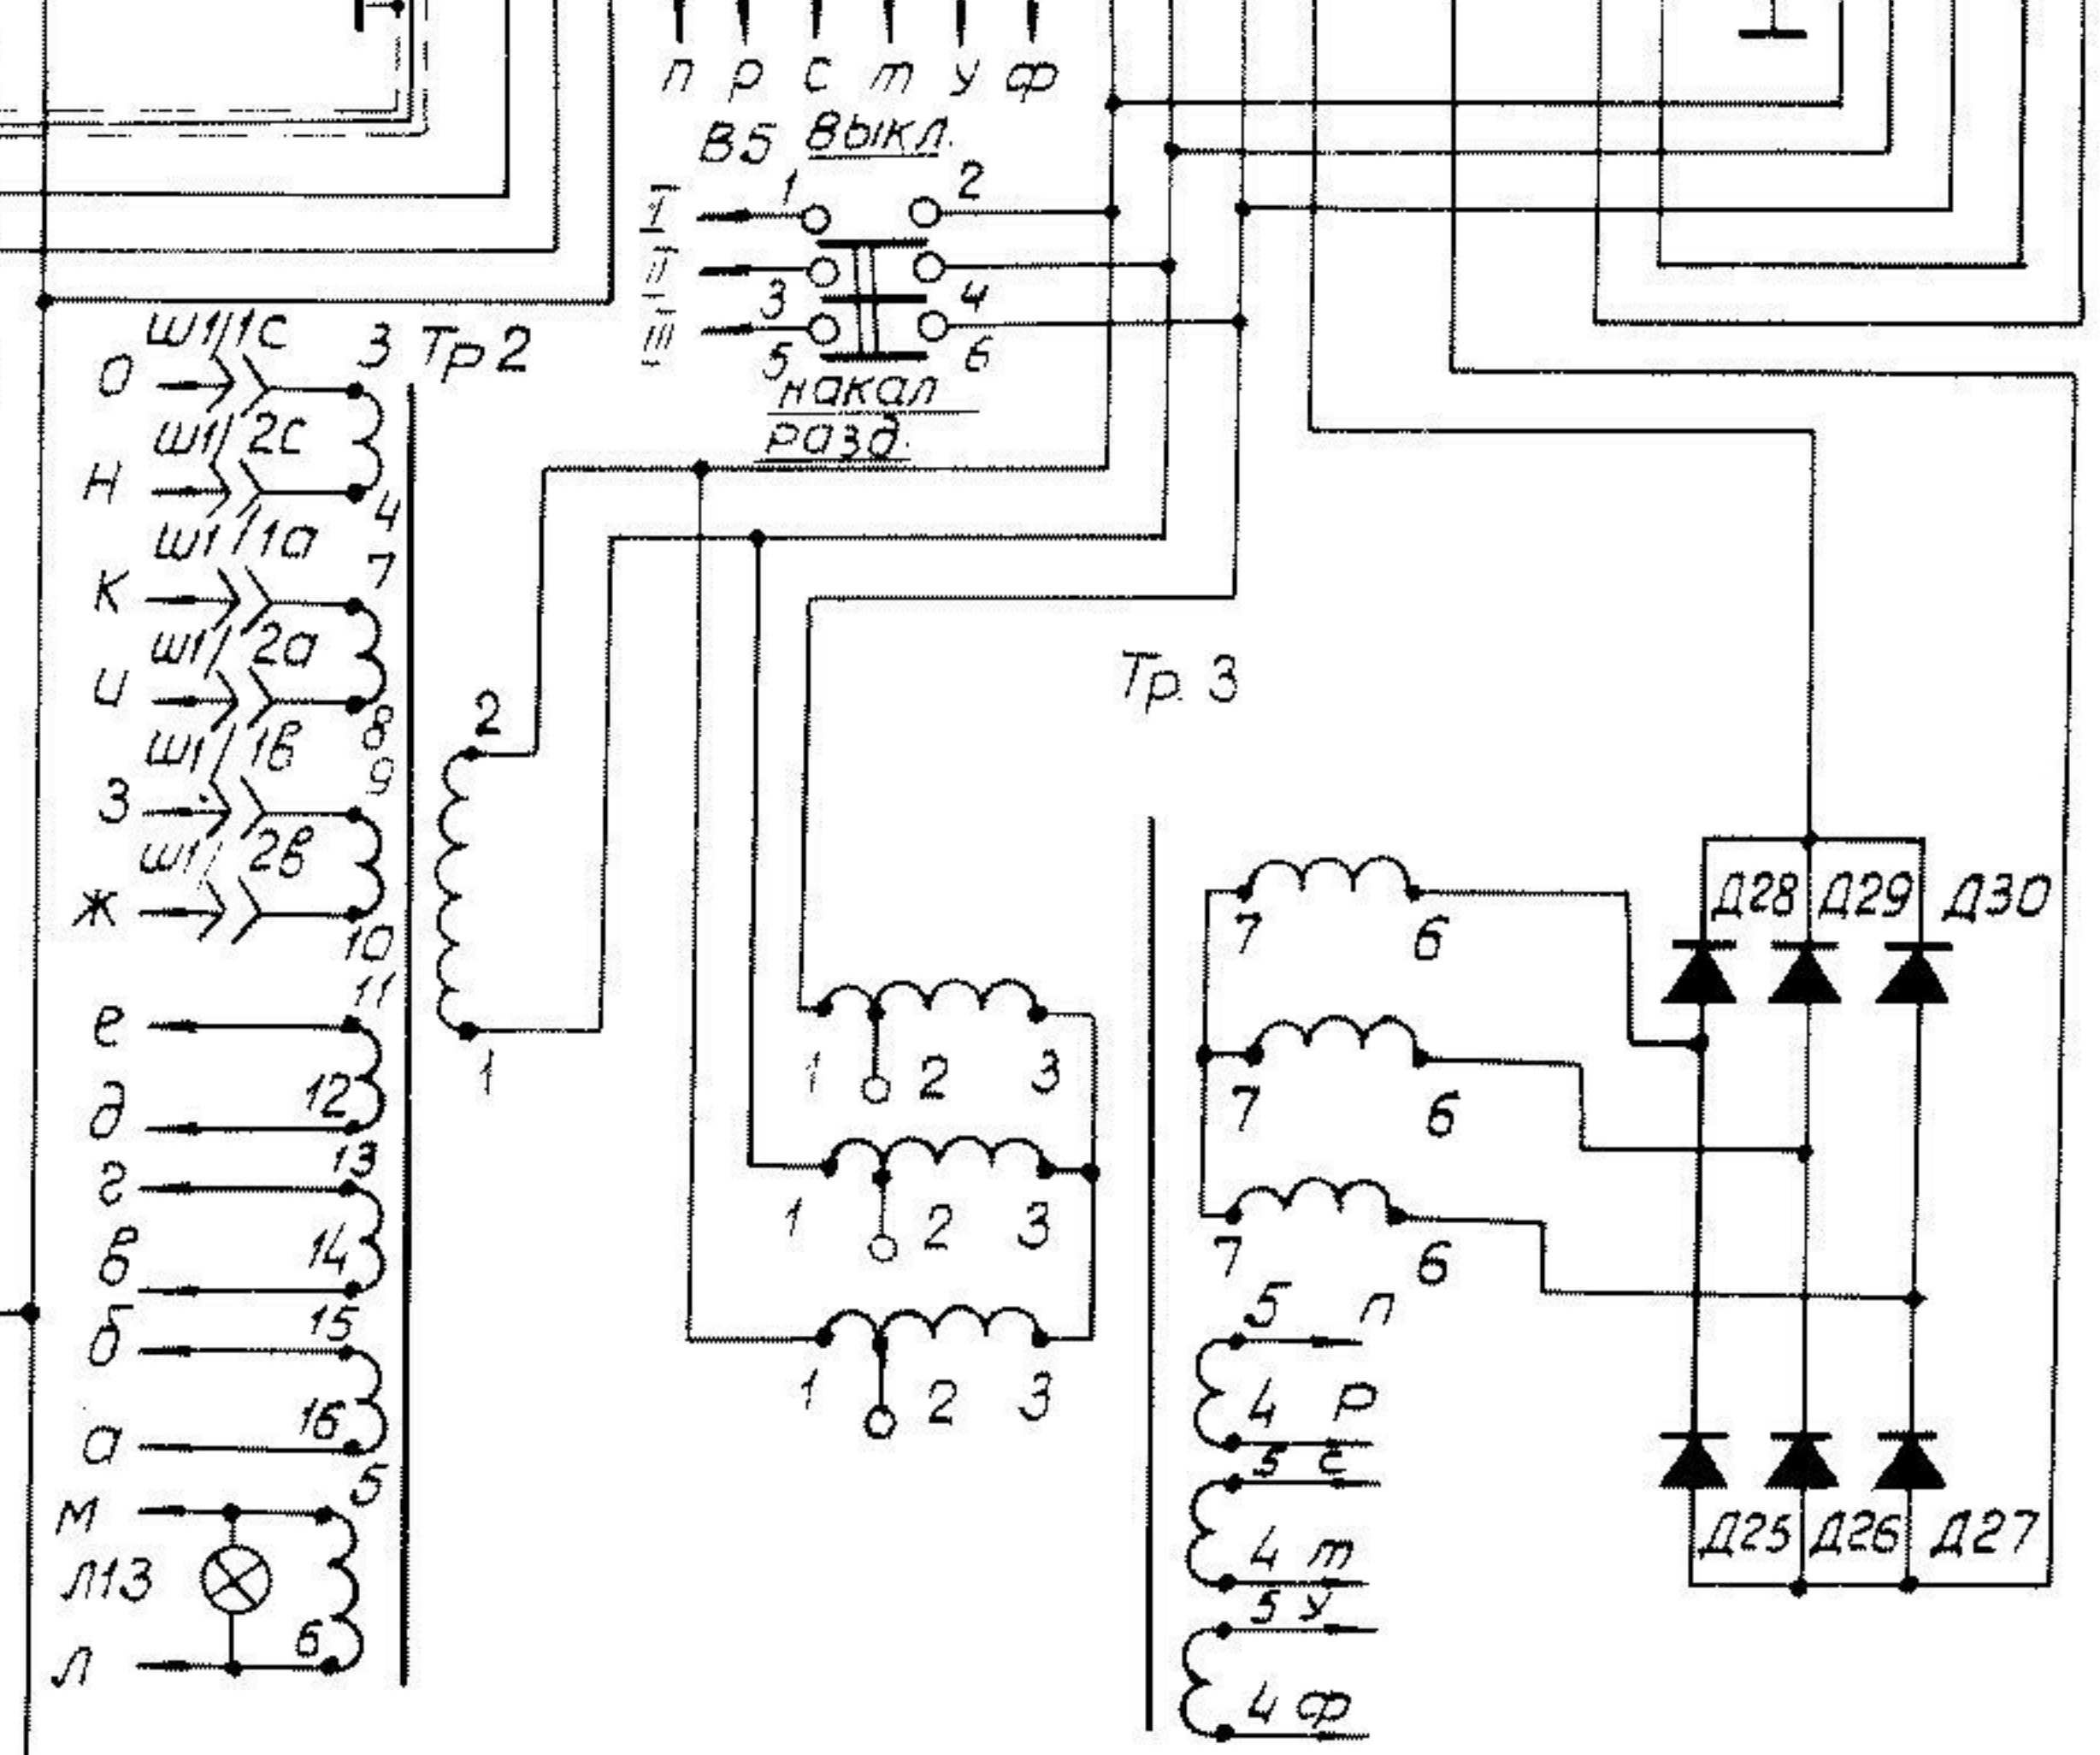 п р с т у ф
В5 Выкл.
1 2
I
II
3 4
III
5 6
накал
разд.
Ш1/1с 3 Тр2
О
Ш1/2с
Н 4
Ш1/1а 7
К
Ш1/2а
И 8
Ш1/1в 9
З
Ш1/2в
Ж 10
11
е
12
д
13
г
14
в
15
б
16
а
5
м
Л13
6
л
2
1
Тр. 3
1 2 3
1 2 3
1 2 3
7 6
7 6
7 6
5 п
4 р
5 с
4 т
5 у
4 ф
Д28 Д29 Д30
Д25 Д26 Д27